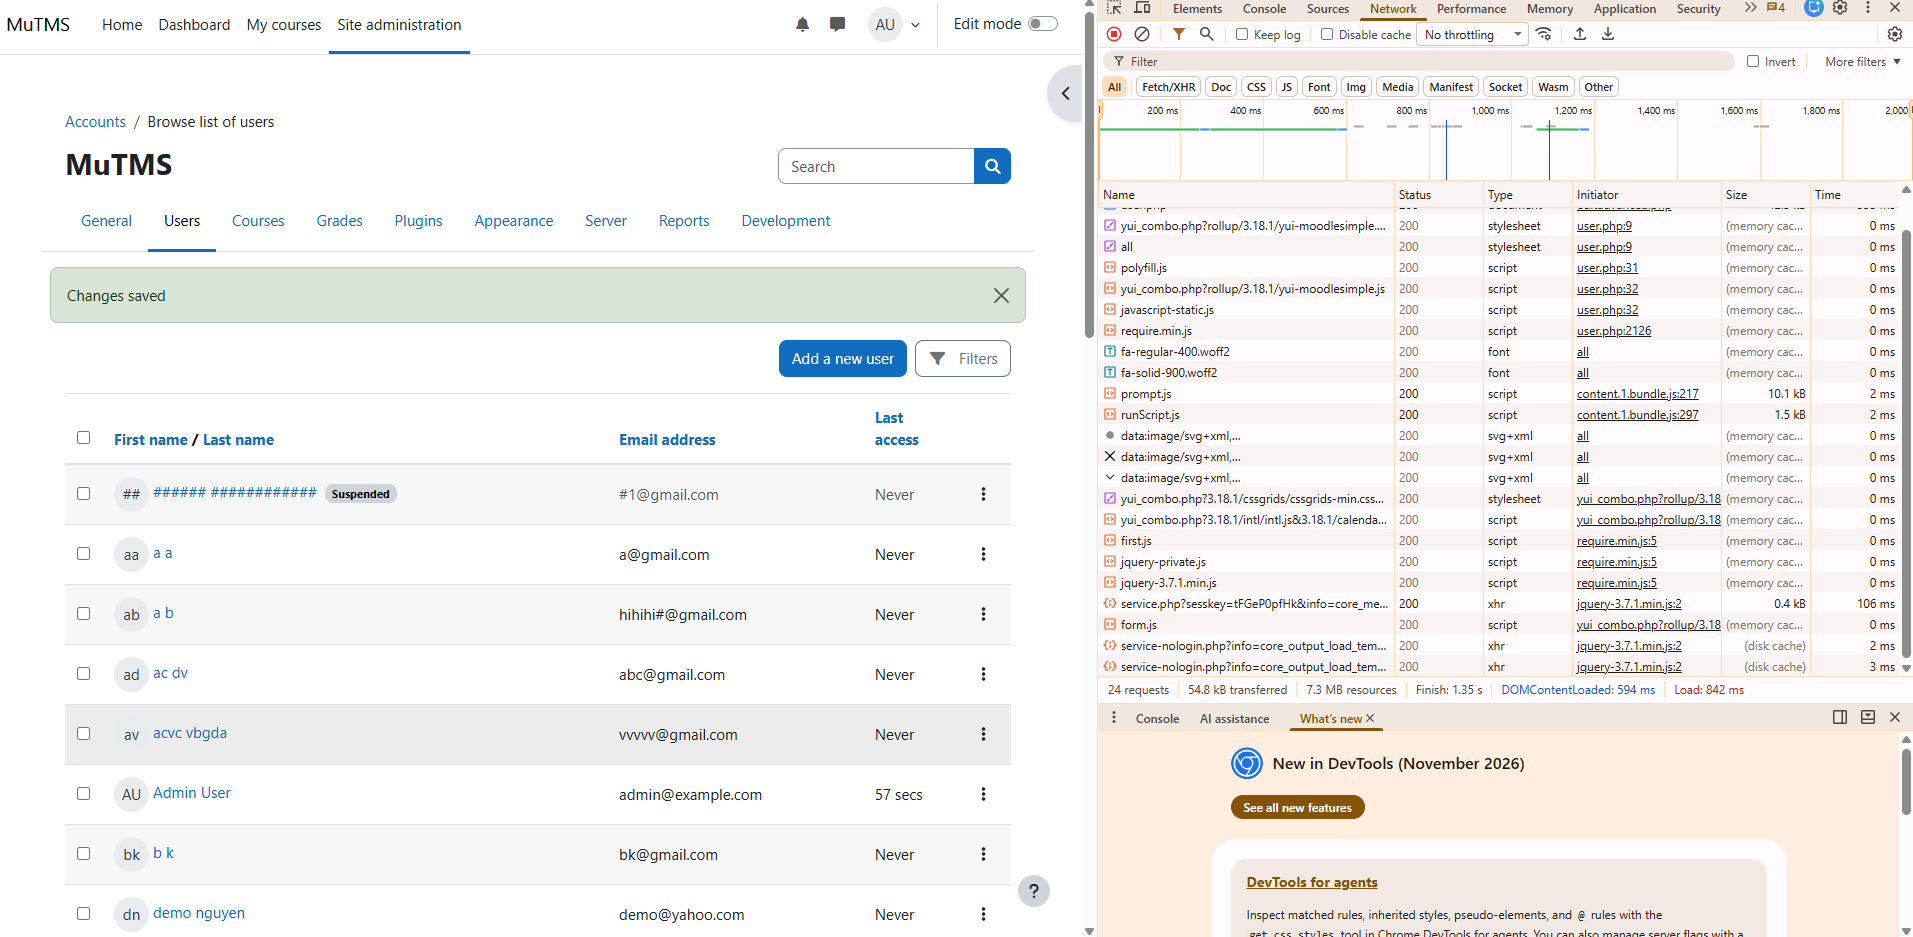 MuTMS
Home
Dashboard
My courses
Site administration
AU
Edit mode
Accounts / Browse list of users
MuTMS
Search
General
Users
Courses
Grades
Plugins
Appearance
Server
Reports
Development
Changes saved
Add a new user
Filters
First name / Last name
Email address
Last access
## ###### ############ Suspended #1@gmail.com Never
aa a a a@gmail.com Never
ab a b hihihi#@gmail.com Never
ad ac dv abc@gmail.com Never
av acvc vbgda vvvvv@gmail.com Never
AU Admin User admin@example.com 57 secs
bk b k bk@gmail.com Never
dn demo nguyen demo@yahoo.com Never
?
Elements Console Sources Network Performance Memory Application Security 4
Keep log Disable cache No throttling
Filter Invert More filters
All Fetch/XHR Doc CSS JS Font Img Media Manifest Socket Wasm Other
200 ms 400 ms 600 ms 800 ms 1,000 ms 1,200 ms 1,400 ms 1,600 ms 1,800 ms 2,000
Name Status Type Initiator Size Time
yui_combo.php?rollup/3.18.1/yui-moodlesimple.... 200 stylesheet user.php:9 (memory cac... 0 ms
all 200 stylesheet user.php:9 (memory cac... 0 ms
polyfill.js 200 script user.php:31 (memory cac... 0 ms
yui_combo.php?rollup/3.18.1/yui-moodlesimple.js 200 script user.php:32 (memory cac... 0 ms
javascript-static.js 200 script user.php:32 (memory cac... 0 ms
require.min.js 200 script user.php:2126 (memory cac... 0 ms
fa-regular-400.woff2 200 font all (memory cac... 0 ms
fa-solid-900.woff2 200 font all (memory cac... 0 ms
prompt.js 200 script content.1.bundle.js:217 10.1 kB 2 ms
runScript.js 200 script content.1.bundle.js:297 1.5 kB 2 ms
data:image/svg+xml,... 200 svg+xml all (memory cac... 0 ms
data:image/svg+xml,... 200 svg+xml all (memory cac... 0 ms
data:image/svg+xml,... 200 svg+xml all (memory cac... 0 ms
yui_combo.php?3.18.1/cssgrids/cssgrids-min.css... 200 stylesheet yui_combo.php?rollup/3.18 (memory cac... 0 ms
yui_combo.php?3.18.1/intl/intl.js&3.18.1/calenda... 200 script yui_combo.php?rollup/3.18 (memory cac... 0 ms
first.js 200 script require.min.js:5 (memory cac... 0 ms
jquery-private.js 200 script require.min.js:5 (memory cac... 0 ms
jquery-3.7.1.min.js 200 script require.min.js:5 (memory cac... 0 ms
service.php?sesskey=tFGeP0pfHk&info=core_me... 200 xhr jquery-3.7.1.min.js:2 0.4 kB 106 ms
form.js 200 script yui_combo.php?rollup/3.18 (memory cac... 0 ms
service-nologin.php?info=core_output_load_tem... 200 xhr jquery-3.7.1.min.js:2 (disk cache) 2 ms
service-nologin.php?info=core_output_load_tem... 200 xhr jquery-3.7.1.min.js:2 (disk cache) 3 ms
24 requests 54.8 kB transferred 7.3 MB resources Finish: 1.35 s DOMContentLoaded: 594 ms Load: 842 ms
Console AI assistance What's new
New in DevTools (November 2026)
See all new features
DevTools for agents
Inspect matched rules, inherited styles, pseudo-elements, and @ rules with the
get_css_styles tool in Chrome DevTools for agents. You can also manage server flags with a